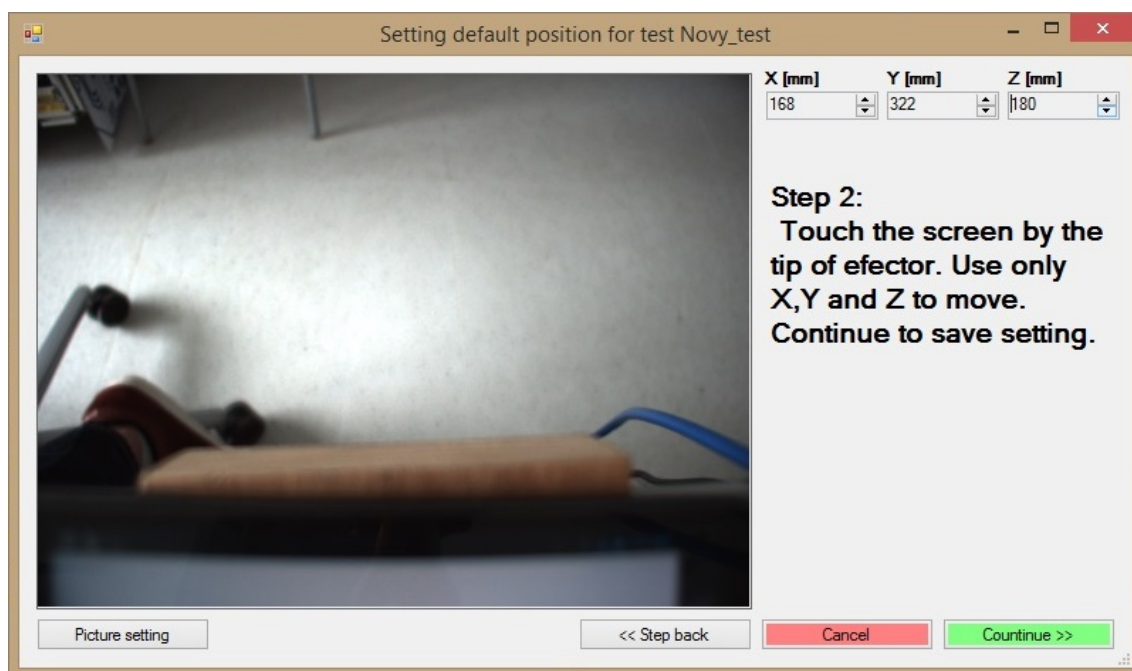 Setting default position for test Novy_test
X [mm] Y [mm] Z [mm]
168 322 180
Step 2:
Touch the screen by the
tip of efector. Use only
X,Y and Z to move.
Continue to save setting.
Picture setting << Step back Cancel Countinue >>